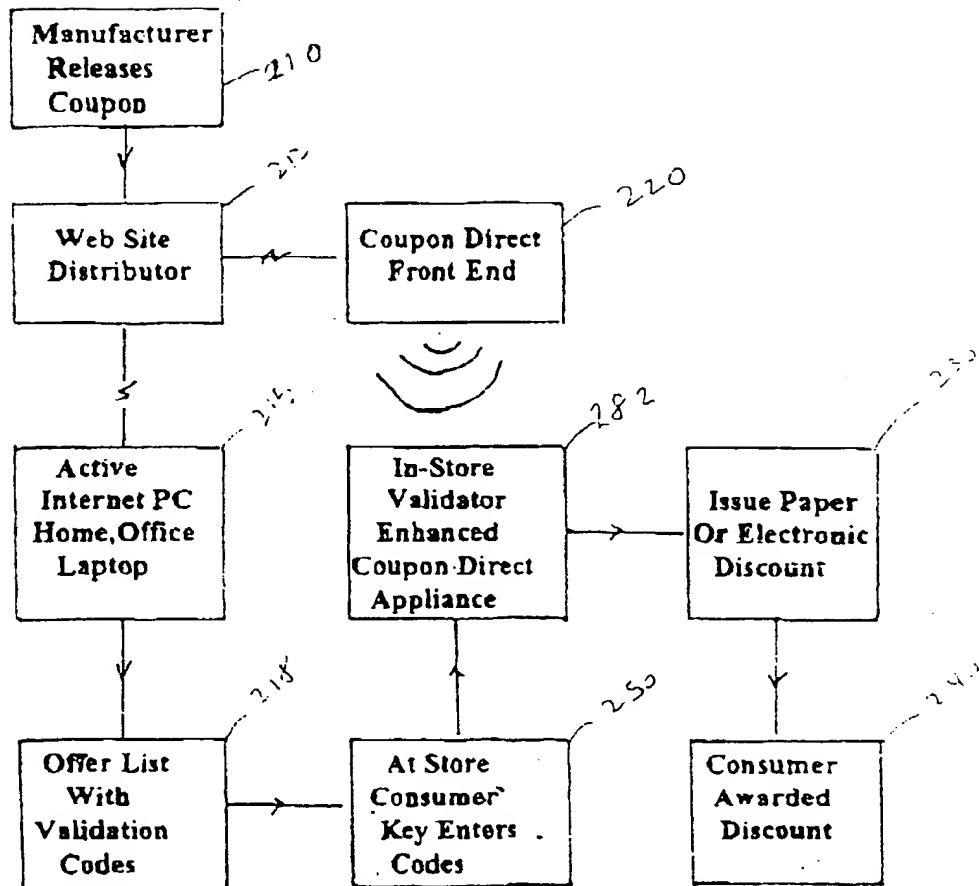 Manufacturer
Releases
Coupon
210
212
Web Site
Distributor
220
Coupon Direct
Front End
Active
Internet PC
Home, Office
Laptop
282
In-Store
Validator
Enhanced
Coupon Direct
Appliance
Issue Paper
Or Electronic
Discount
Offer List
With
Validation
Codes
250
At Store
Consumer
Key Enters
Codes
Consumer
Awarded
Discount